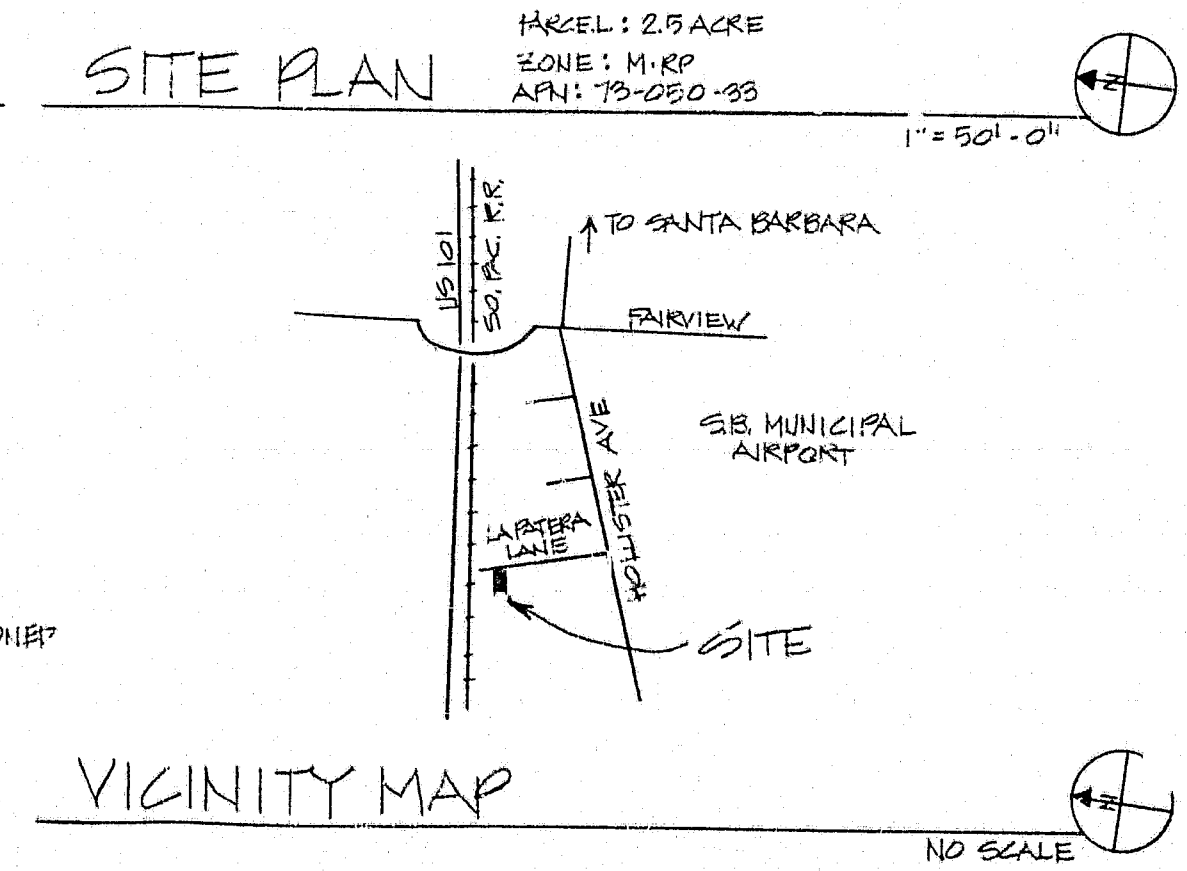 PARCEL: 2.5 ACRE
SITE PLAN
ZONE: M-RP
APN: 73-050-33
N
1" = 50'-0"
US 101
SO. PAC. R.R.
TO SANTA BARBARA
FAIRVIEW
HOLLISTER AVE
S.B. MUNICIPAL
AIRPORT
LA PATERA
LANE
SITE
VICINITY MAP
N
NO SCALE